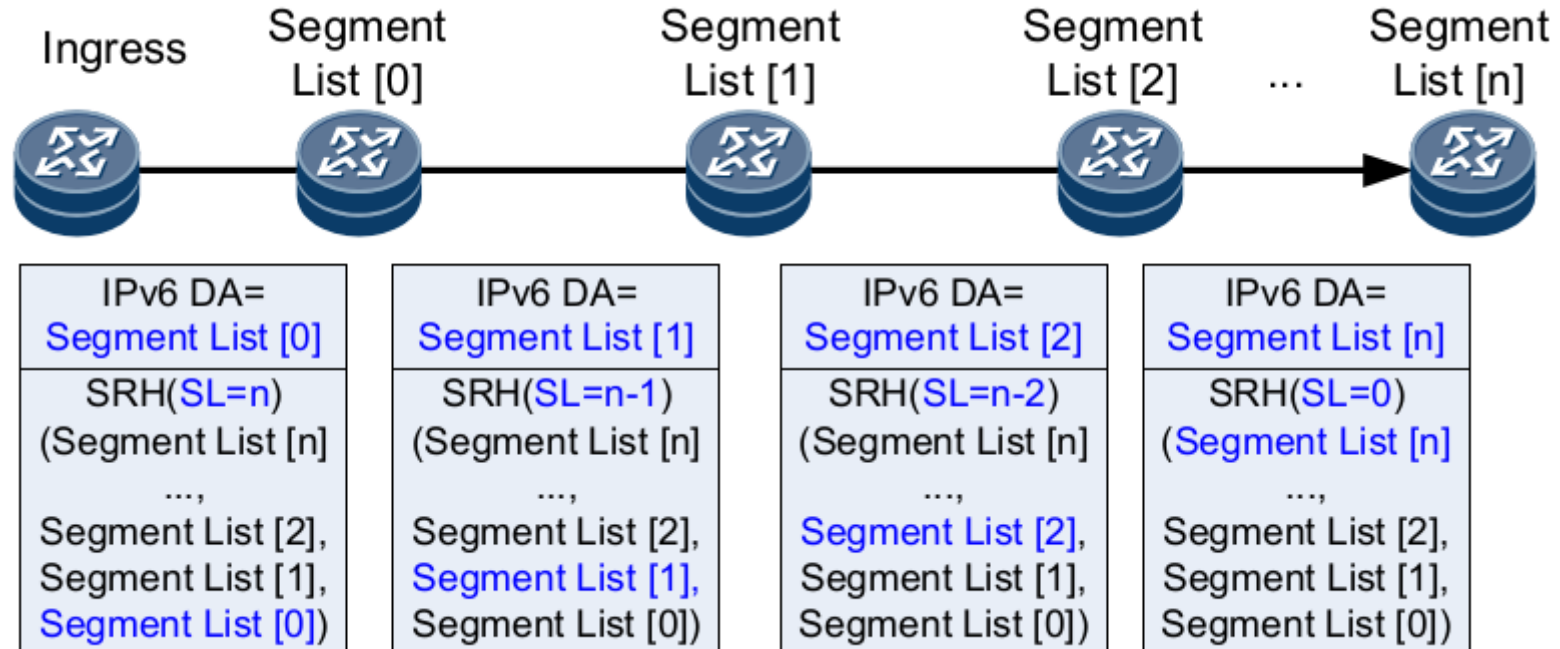 Ingress
Segment
List [0]
Segment
List [1]
Segment
List [2]
...
Segment
List [n]
IPv6 DA=
Segment List [0]
SRH(SL=n)
(Segment List [n]
...,
Segment List [2],
Segment List [1],
Segment List [0])
IPv6 DA=
Segment List [1]
SRH(SL=n-1)
(Segment List [n]
...,
Segment List [2],
Segment List [1],
Segment List [0])
IPv6 DA=
Segment List [2]
SRH(SL=n-2)
(Segment List [n]
...,
Segment List [2],
Segment List [1],
Segment List [0])
IPv6 DA=
Segment List [n]
SRH(SL=0)
(Segment List [n]
...,
Segment List [2],
Segment List [1],
Segment List [0])